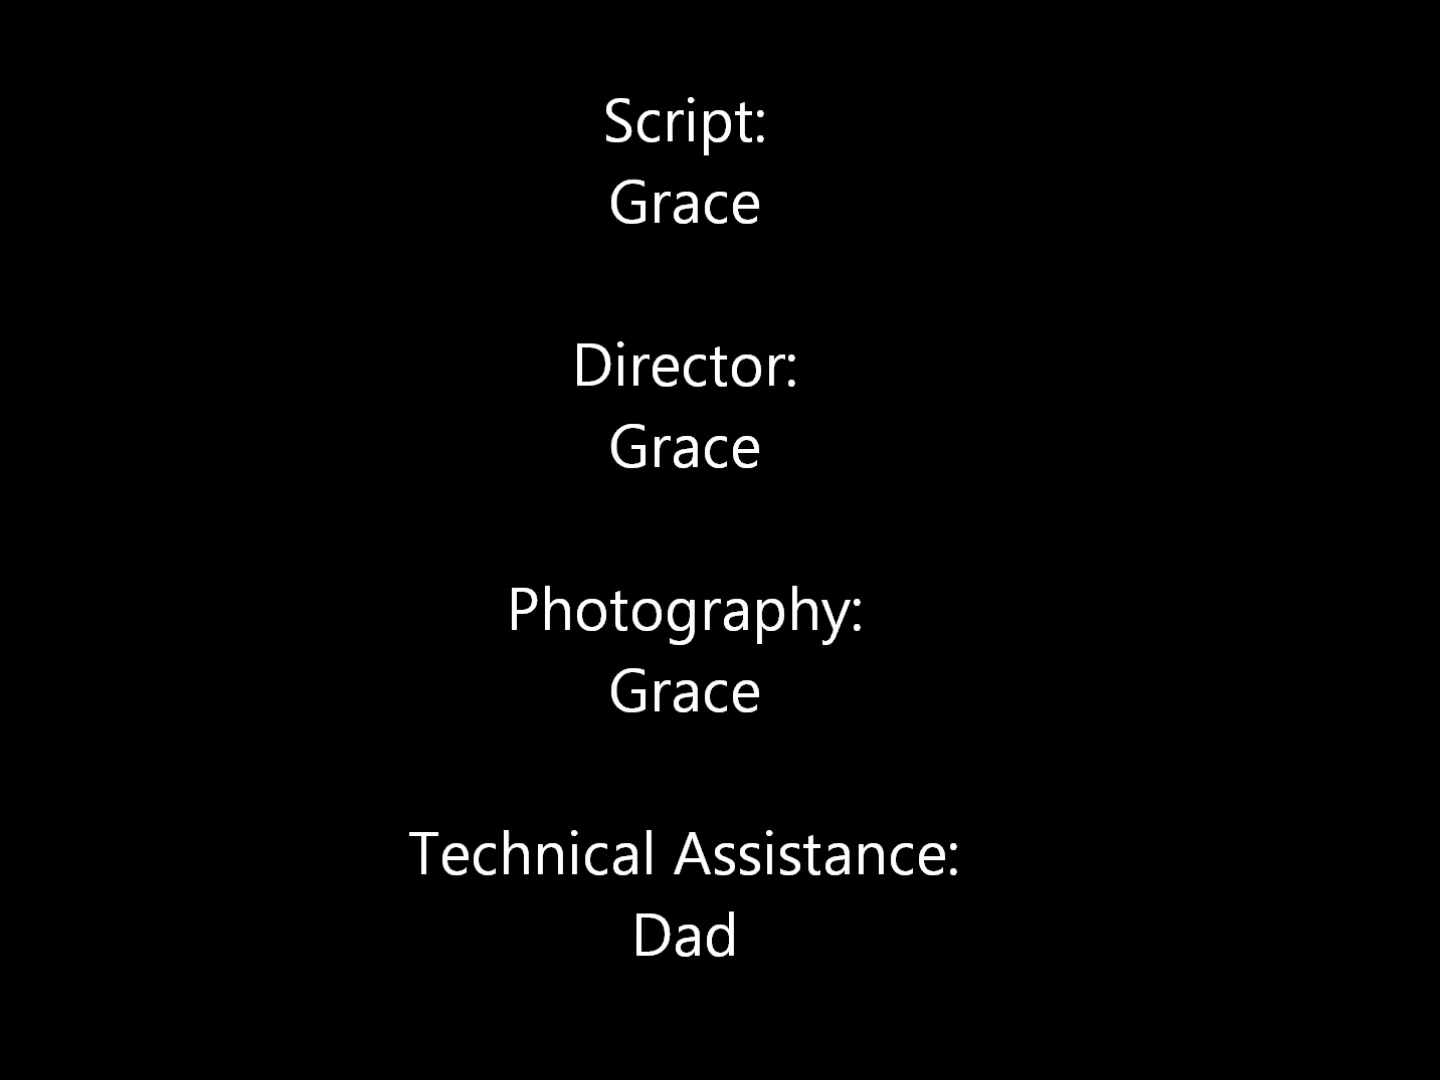 Script:
Grace
Director:
Grace
Photography:
Grace
Technical Assistance:
Dad